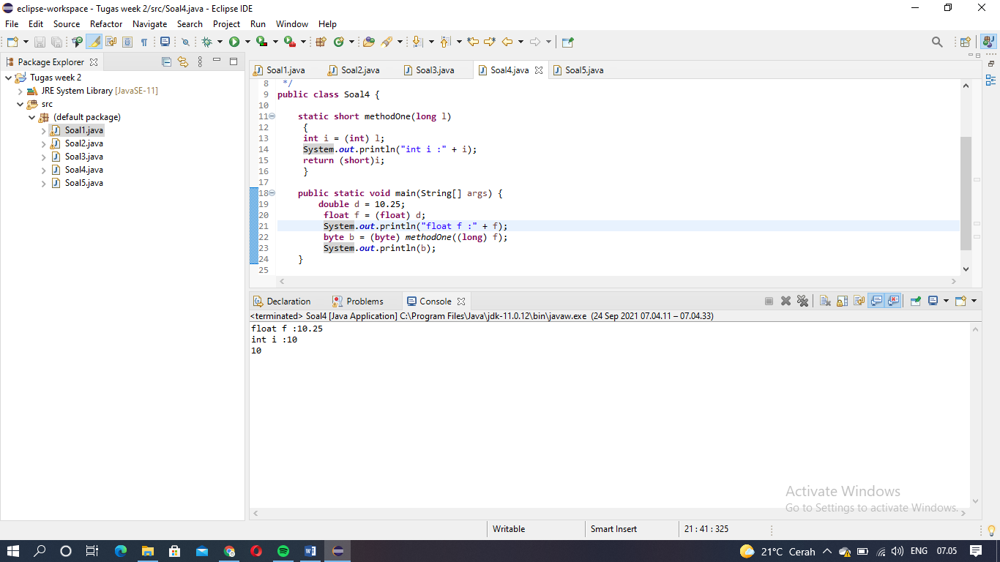 eclipse-workspace - Tugas week 2/src/Soal4.java - Eclipse IDE
File Edit Source Refactor Navigate Search Project Run Window Help
Package Explorer
Tugas week 2
JRE System Library [JavaSE-11]
src
(default package)
Soal1.java
Soal2.java
Soal3.java
Soal4.java
Soal5.java
Soal1.java Soal2.java Soal3.java Soal4.java Soal5.java
8 */
9 public class Soal4 {
10
11 static short methodOne(long l)
12 {
13 int i = (int) l;
14 System.out.println("int i :" + i);
15 return (short)i;
16 }
17
18 public static void main(String[] args) {
19 double d = 10.25;
20 float f = (float) d;
21 System.out.println("float f :" + f);
22 byte b = (byte) methodOne((long) f);
23 System.out.println(b);
24 }
25
Declaration Problems Console
<terminated> Soal4 [Java Application] C:\Program Files\Java\jdk-11.0.12\bin\javaw.exe (24 Sep 2021 07.04.11 – 07.04.33)
float f :10.25
int i :10
10
Activate Windows
Go to Settings to activate Windows.
Writable Smart Insert 21 : 41 : 325
21°C Cerah ENG 07.05